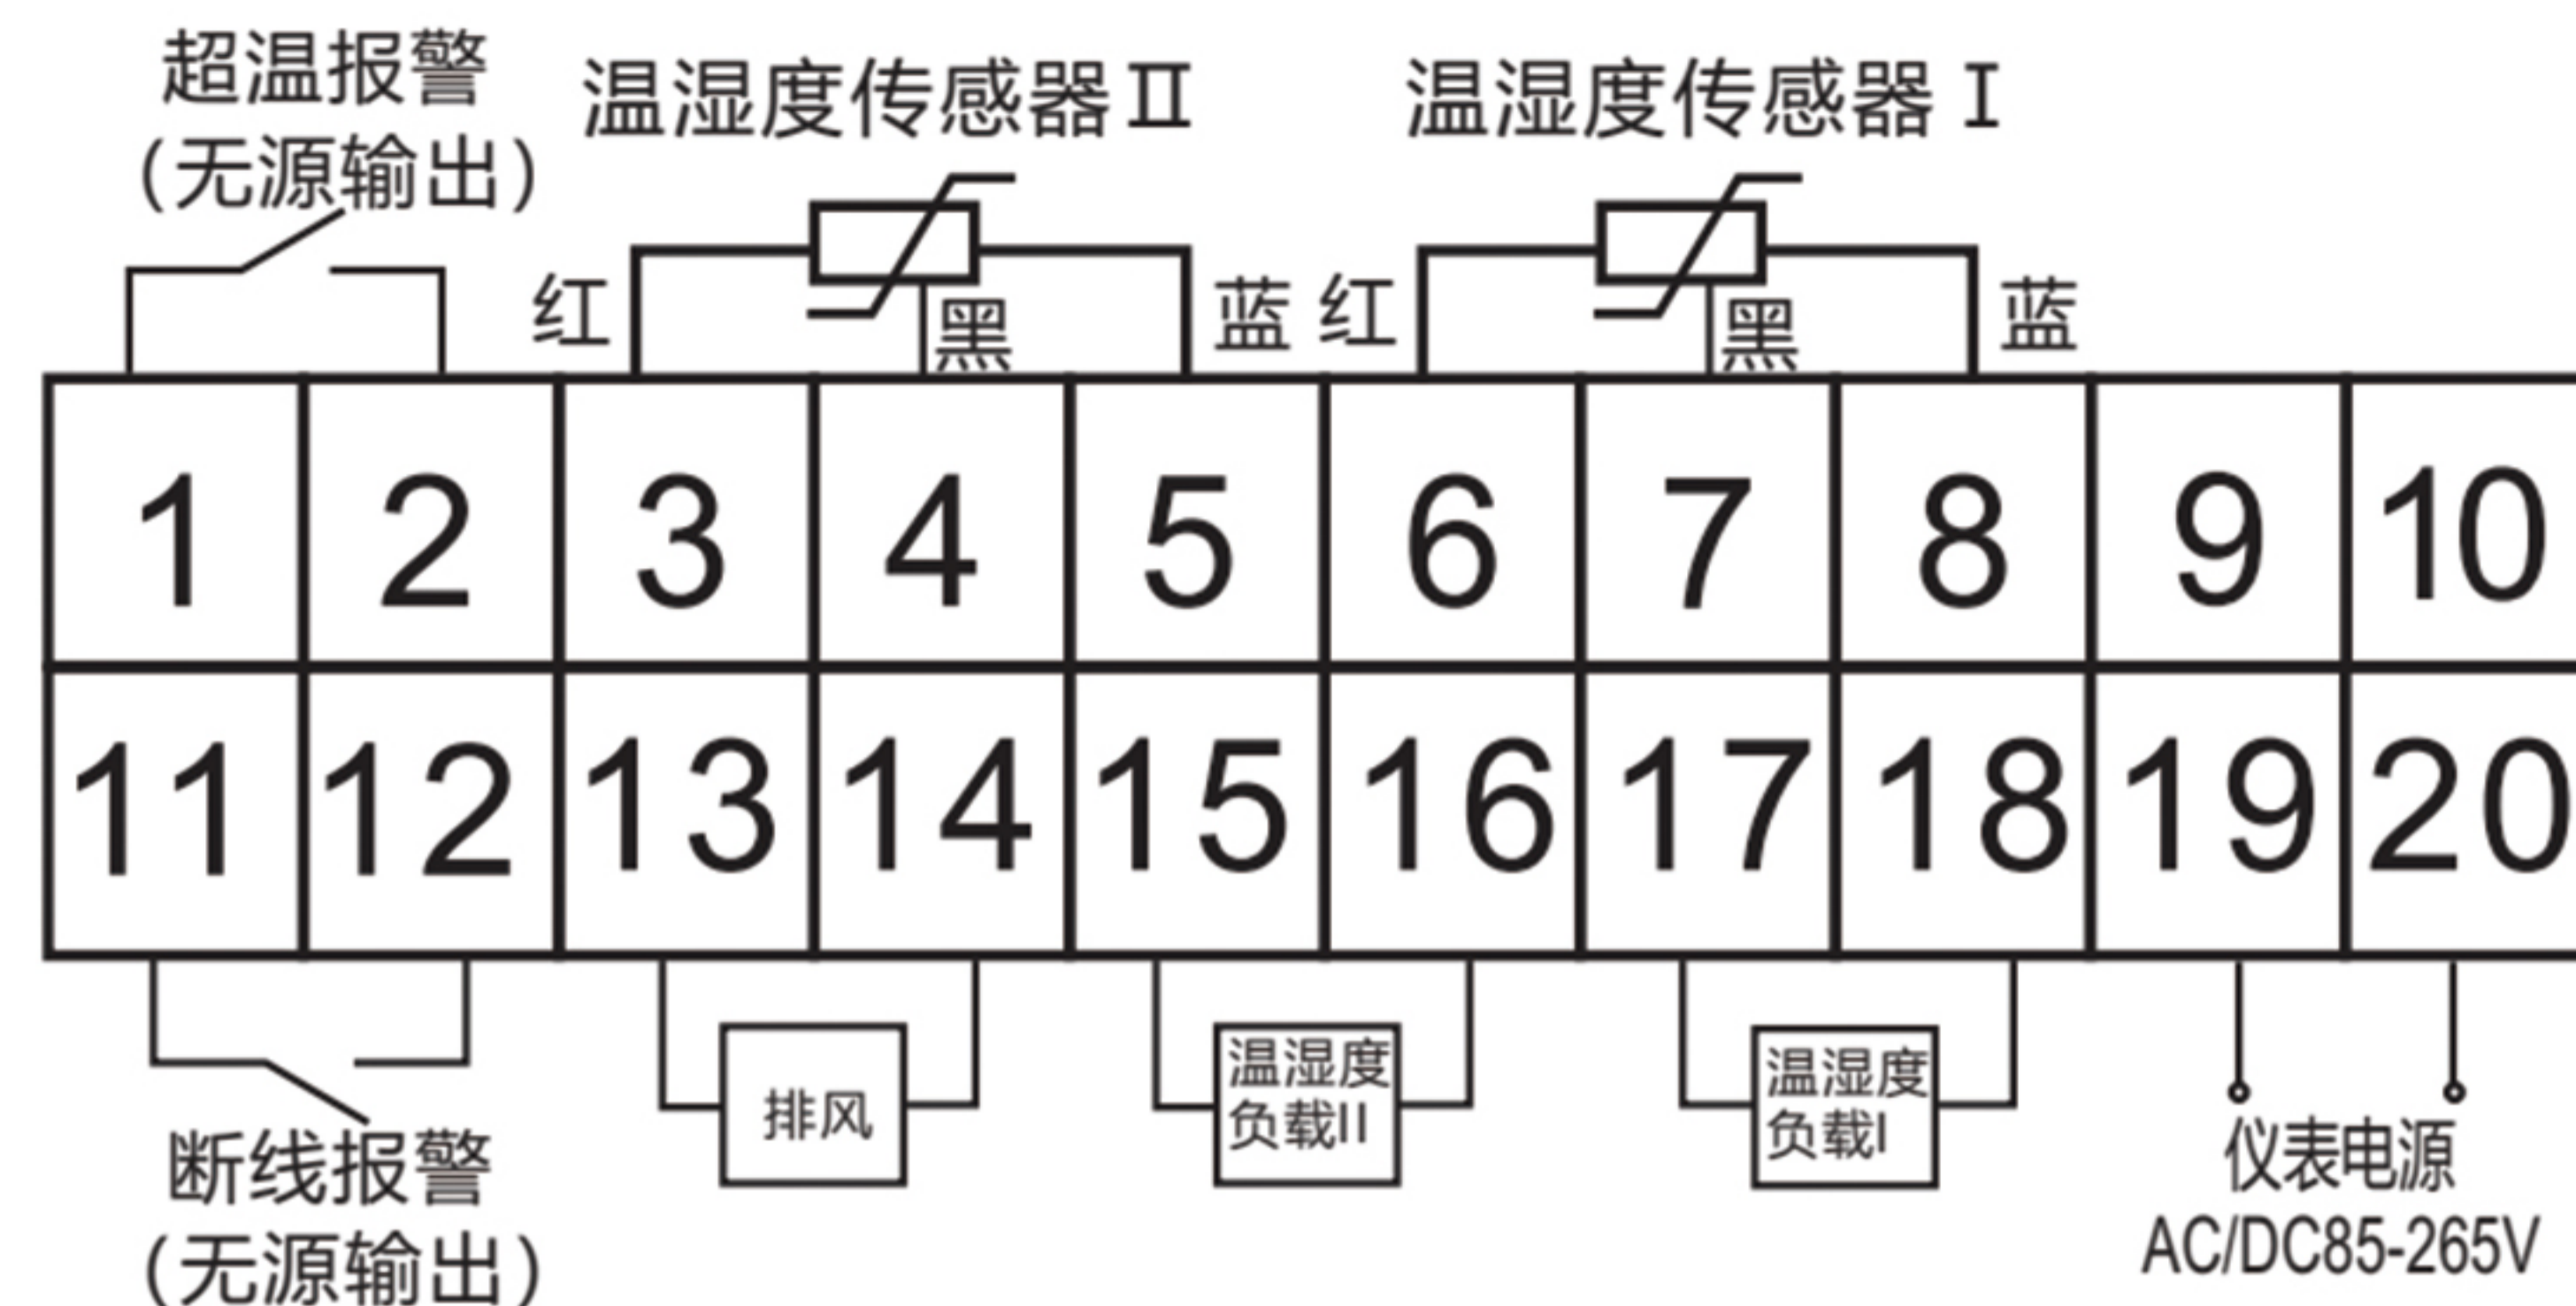 超温报警
(无源输出)
温湿度传感器II
温湿度传感器I
红
黑
蓝
红
黑
蓝
1 2 3 4 5 6 7 8 9 10
11 12 13 14 15 16 17 18 19 20
断线报警
(无源输出)
排风
温湿度
负载II
温湿度
负载I
仪表电源
AC/DC85-265V